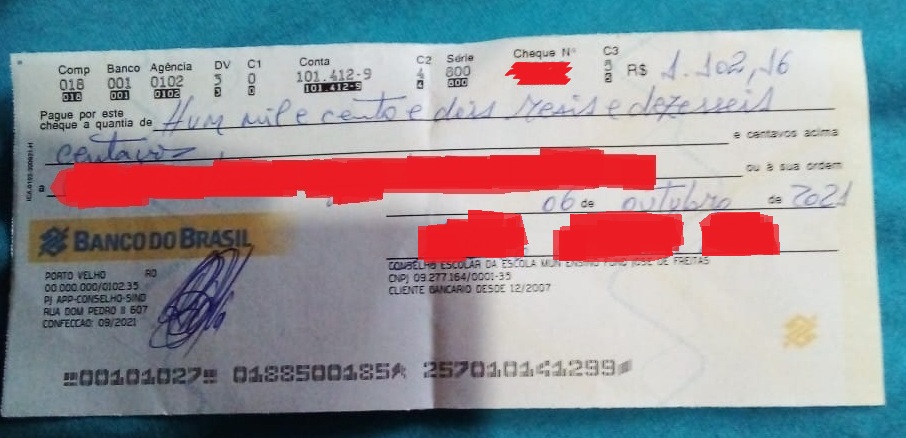 Comp Banco Agência DV C1 Conta C2 Série Cheque Nº C3
018 001 0102 5 0 101.412-9 4 800 5 R$ 1.102,16
018 001 0102 101.412-9 800
Pague por este
cheque a quantia de Hum mil e cento e dois reais e dezesseis
centavos e centavos acima
a ou à sua ordem
06 de outubro de 2021
BANCO DO BRASIL
PORTO VELHO RO
00.000.000/0102.35
PJ APP-CONSELHO-SIND
RUA DOM PEDRO II 607
CONFECCAO: 09/2021
CONSELHO ESCOLAR DA ESCOLA MUN ENSINO FUND JOSE DE FREITAS
CNPJ 09.277.164/0001-35
CLIENTE BANCARIO DESDE 12/2007